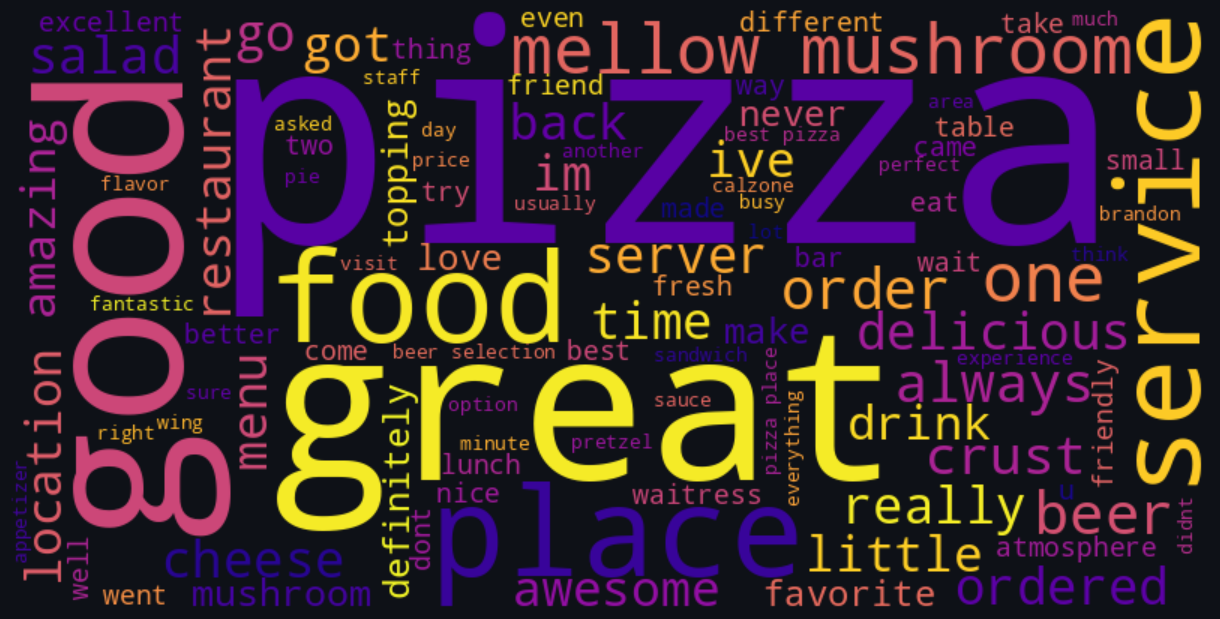 excellent
salad
go
got
thing
even
mellow mushroom
different
take
much
service
good
restaurant
pizza
staff
friend
way
never
area
asked
two
pie
topping
day
price
try
back
another
im
usually
best pizza
ive
calzone
busy
made
lot
table
came
perfect
eat
small
brandon
amazing
flavor
fantastic
better
food
visit
love
server
fresh
time
bar
order
wait
one
think
make
delicious
location
menu
come
beer selection
best
sandwich
experience
great
always
sure
right
wing
definitely
option
minute
lunch
nice
pretzel
sauce
pizza place
everything
drink
crust
friendly
waitress
really
u
beer
didnt
appetizer
well
cheese
went
mushroom
dont
place
awesome
little
atmosphere
favorite
ordered